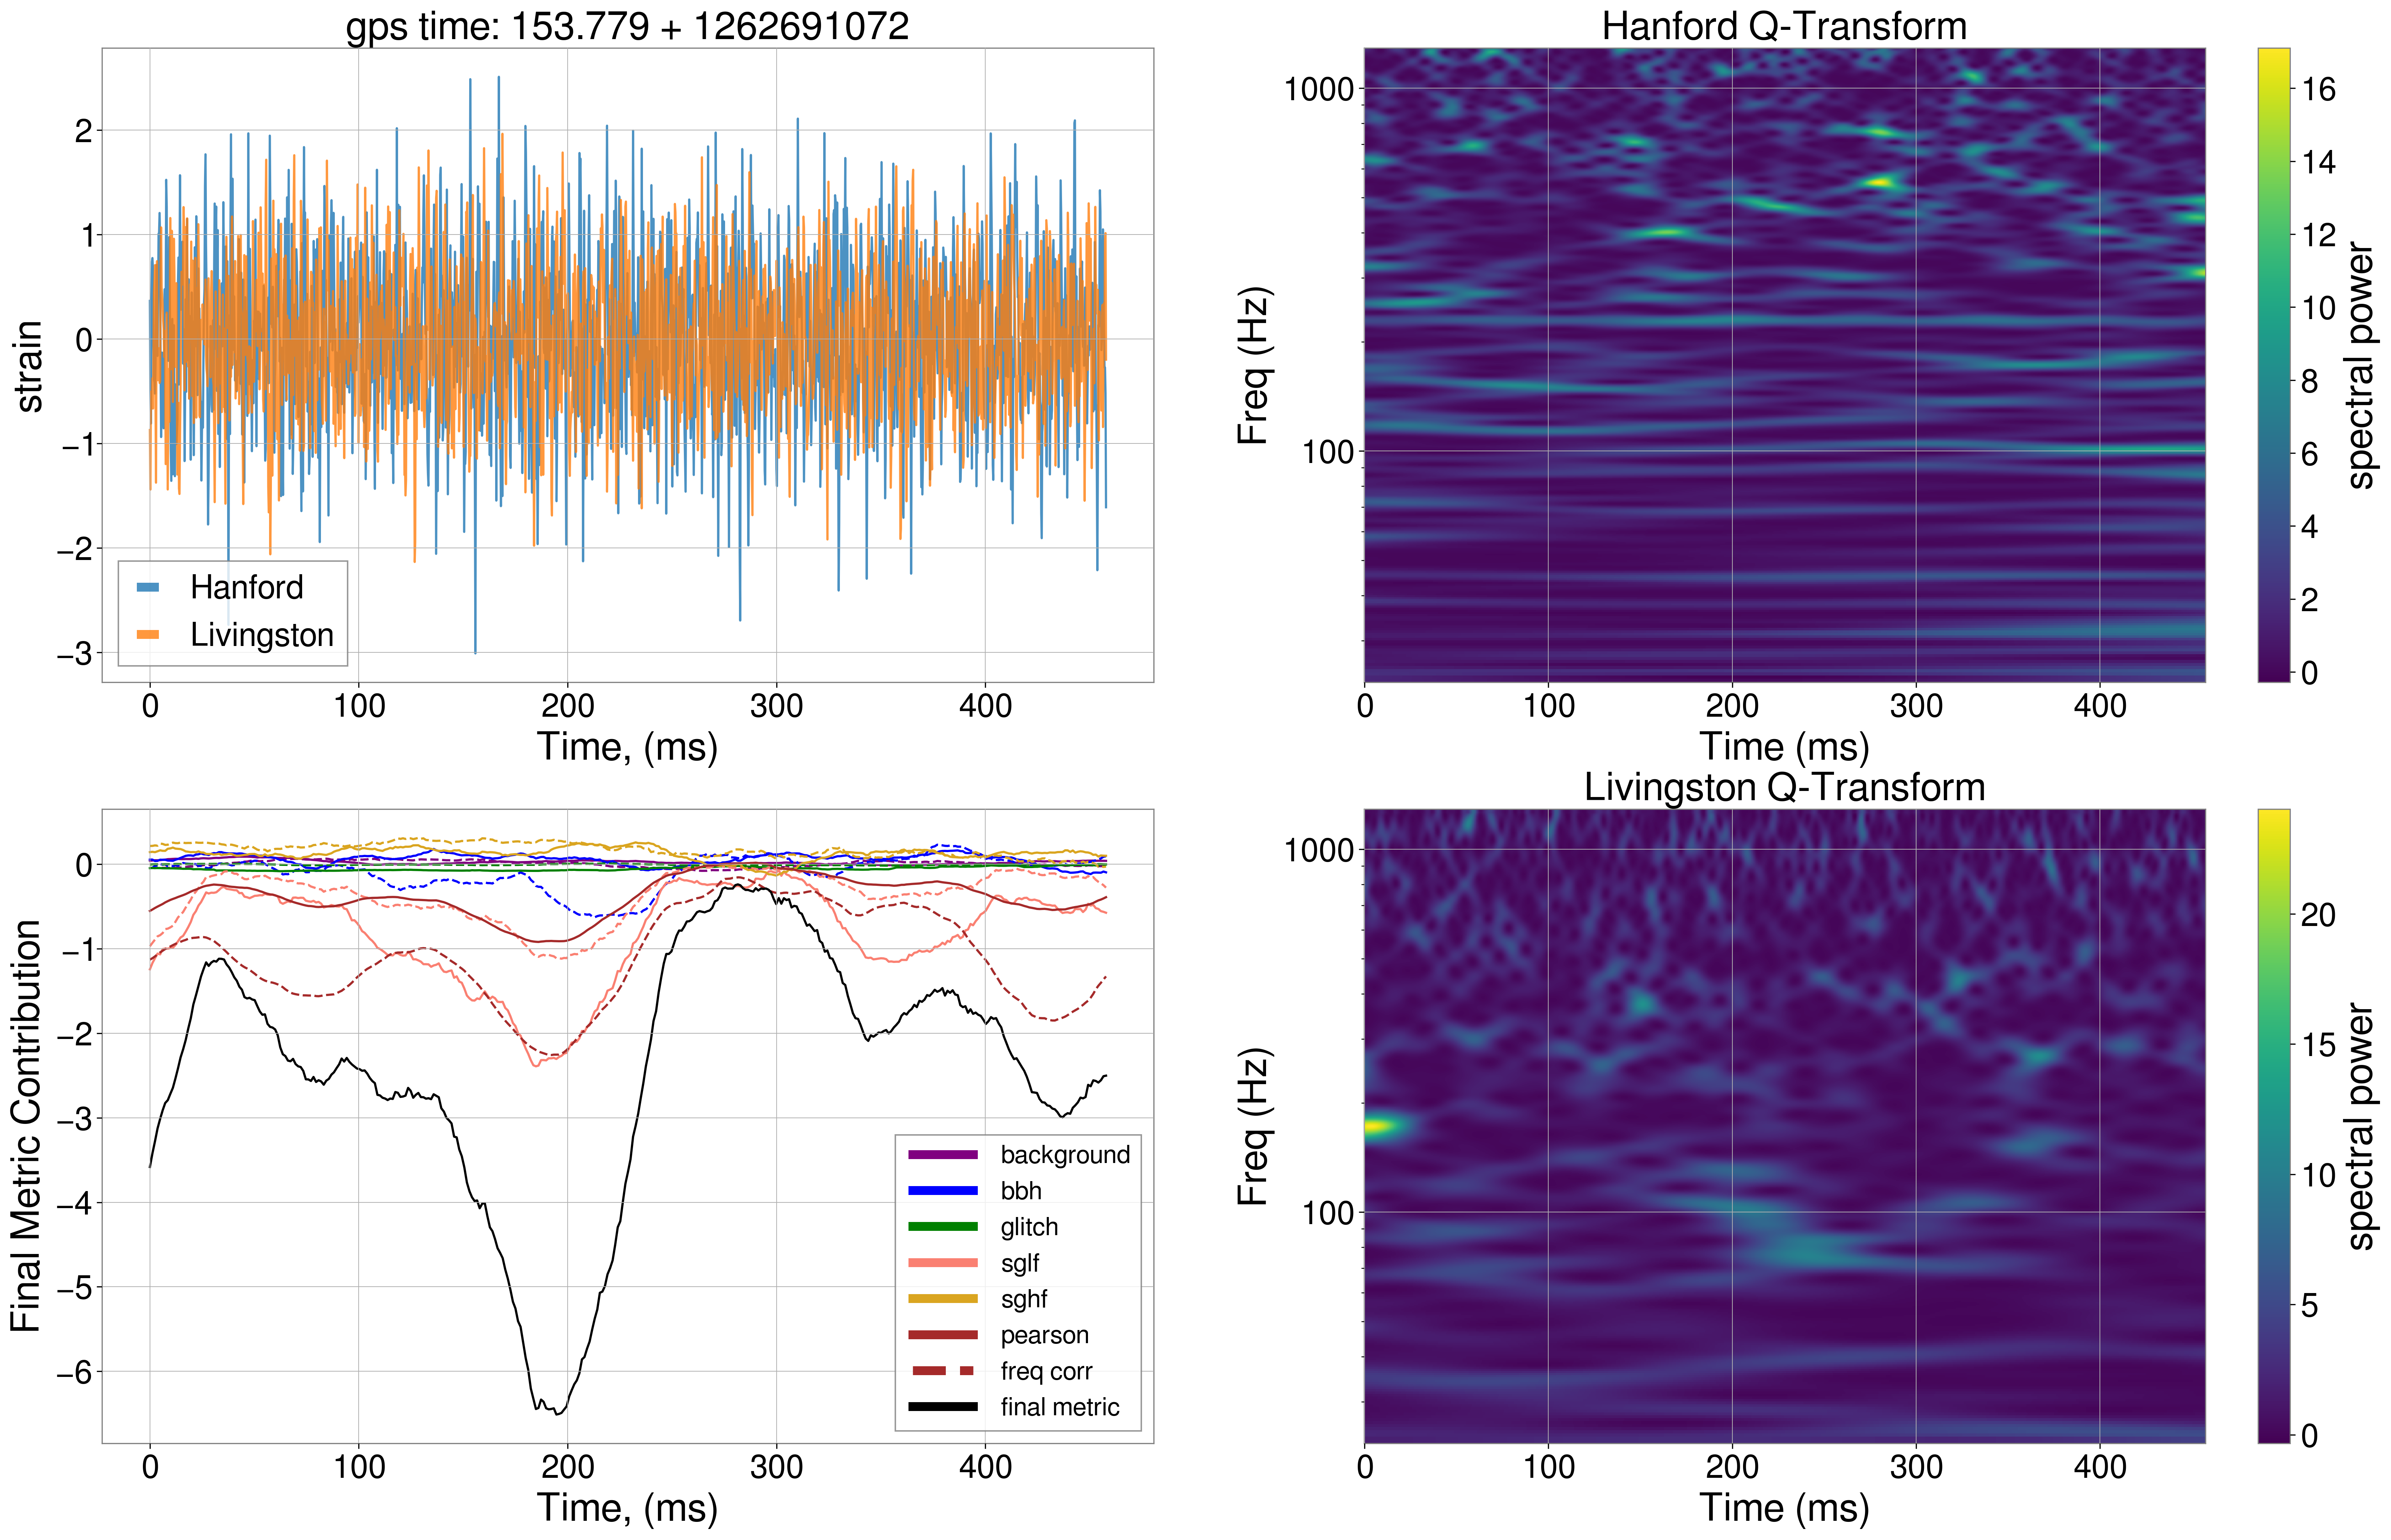 gps time: 153.779 + 1262691072
strain
2
1
0
−1
−2
−3
Hanford
Livingston
0 100 200 300 400
Time, (ms)
Hanford Q-Transform
Freq (Hz)
1000
100
0 100 200 300 400
Time (ms)
16
14
12
10
8
6
4
2
0
spectral power
Final Metric Contribution
0
−1
−2
−3
−4
−5
−6
background
bbh
glitch
sglf
sghf
pearson
freq corr
final metric
0 100 200 300 400
Time, (ms)
Livingston Q-Transform
Freq (Hz)
1000
100
0 100 200 300 400
Time (ms)
20
15
10
5
0
spectral power